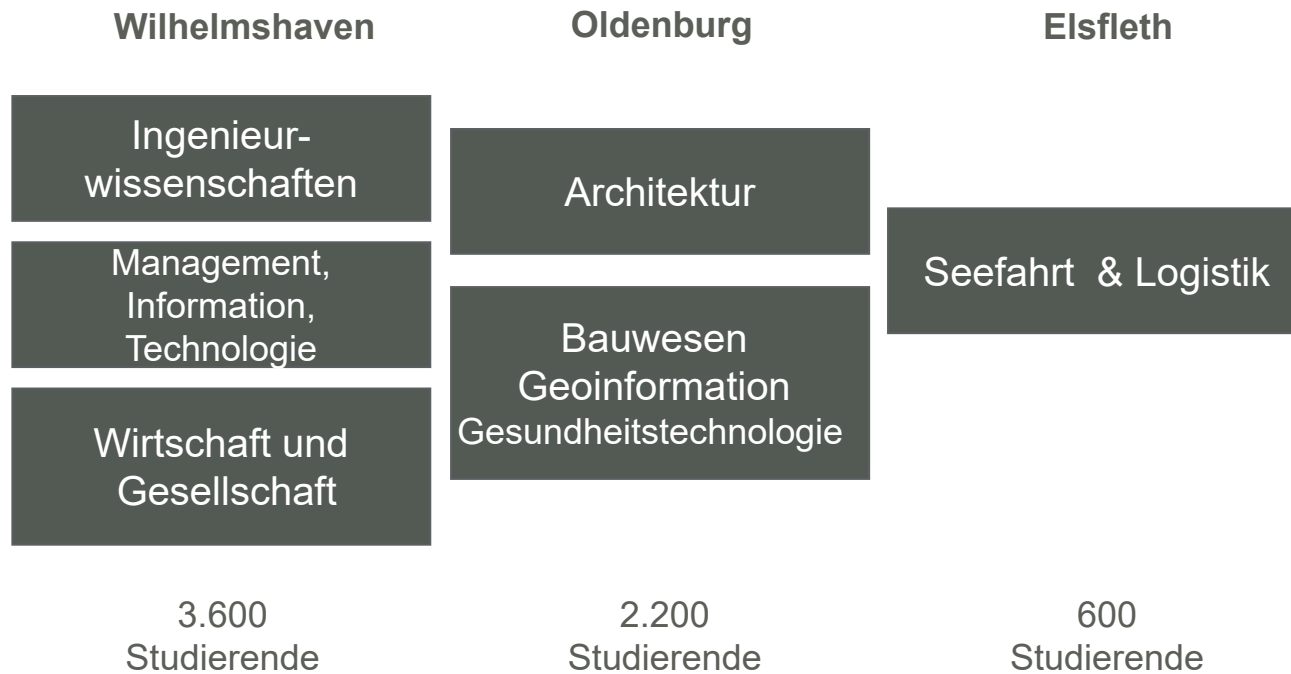 Wilhelmshaven
Ingenieur-
wissenschaften
Management,
Information,
Technologie
Wirtschaft und
Gesellschaft
3.600
Studierende
Oldenburg
Architektur
Bauwesen
Geoinformation
Gesundheitstechnologie
2.200
Studierende
Elsfleth
Seefahrt & Logistik
600
Studierende